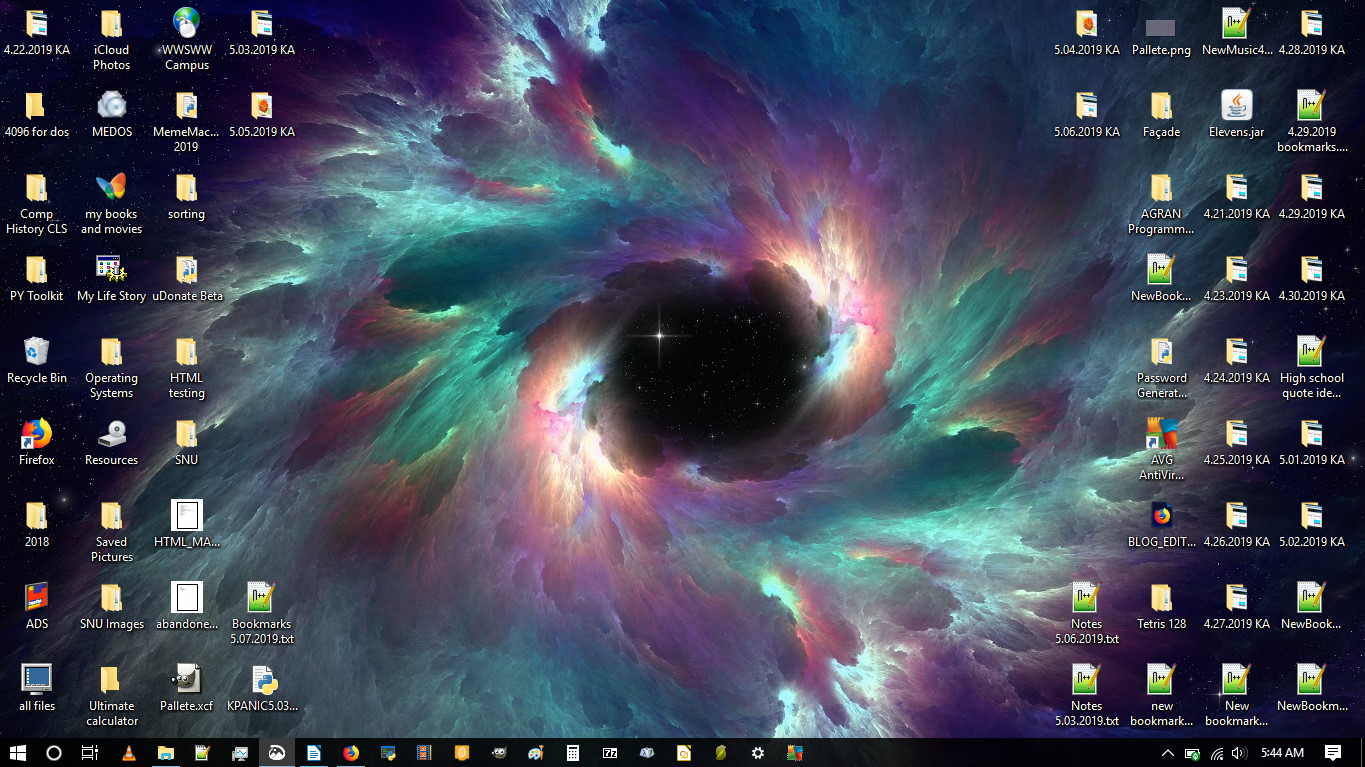 4.22.2019 KA
iCloud
Photos
WWSWW
Campus
5.03.2019 KA
5.04.2019 KA
Pallete.png
NewMusic4...
4.28.2019 KA
4096 for dos
MEDOS
MemeMac...
2019
5.05.2019 KA
5.06.2019 KA
Façade
Elevens.jar
4.29.2019
bookmarks....
Comp
History CLS
my books
and movies
sorting
AGRAN
Programm...
4.21.2019 KA
4.29.2019 KA
PY Toolkit
My Life Story
uDonate Beta
NewBook...
4.23.2019 KA
4.30.2019 KA
Recycle Bin
Operating
Systems
HTML
testing
Password
Generat...
4.24.2019 KA
High school
quote ide...
Firefox
Resources
SNU
AVG
AntiVir...
4.25.2019 KA
5.01.2019 KA
2018
Saved
Pictures
HTML_MA...
BLOG_EDIT...
4.26.2019 KA
5.02.2019 KA
ADS
SNU Images
abandone...
Bookmarks
5.07.2019.txt
Notes
5.06.2019.txt
Tetris 128
4.27.2019 KA
NewBook...
all files
Ultimate
calculator
Pallete.xcf
KPANIC5.03...
Notes
5.03.2019.txt
new
bookmark...
New
bookmark...
NewBookm...
5:44 AM